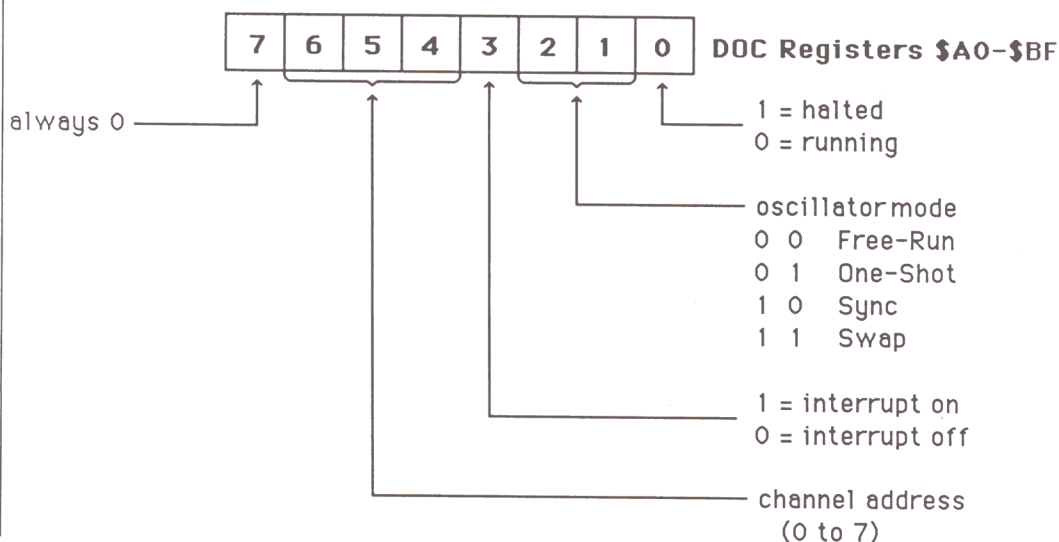 7 6 5 4 3 2 1 0 DOC Registers $A0-$BF
always 0
1 = halted
0 = running
oscillator mode
0 0 Free-Run
0 1 One-Shot
1 0 Sync
1 1 Swap
1 = interrupt on
0 = interrupt off
channel address
(0 to 7)